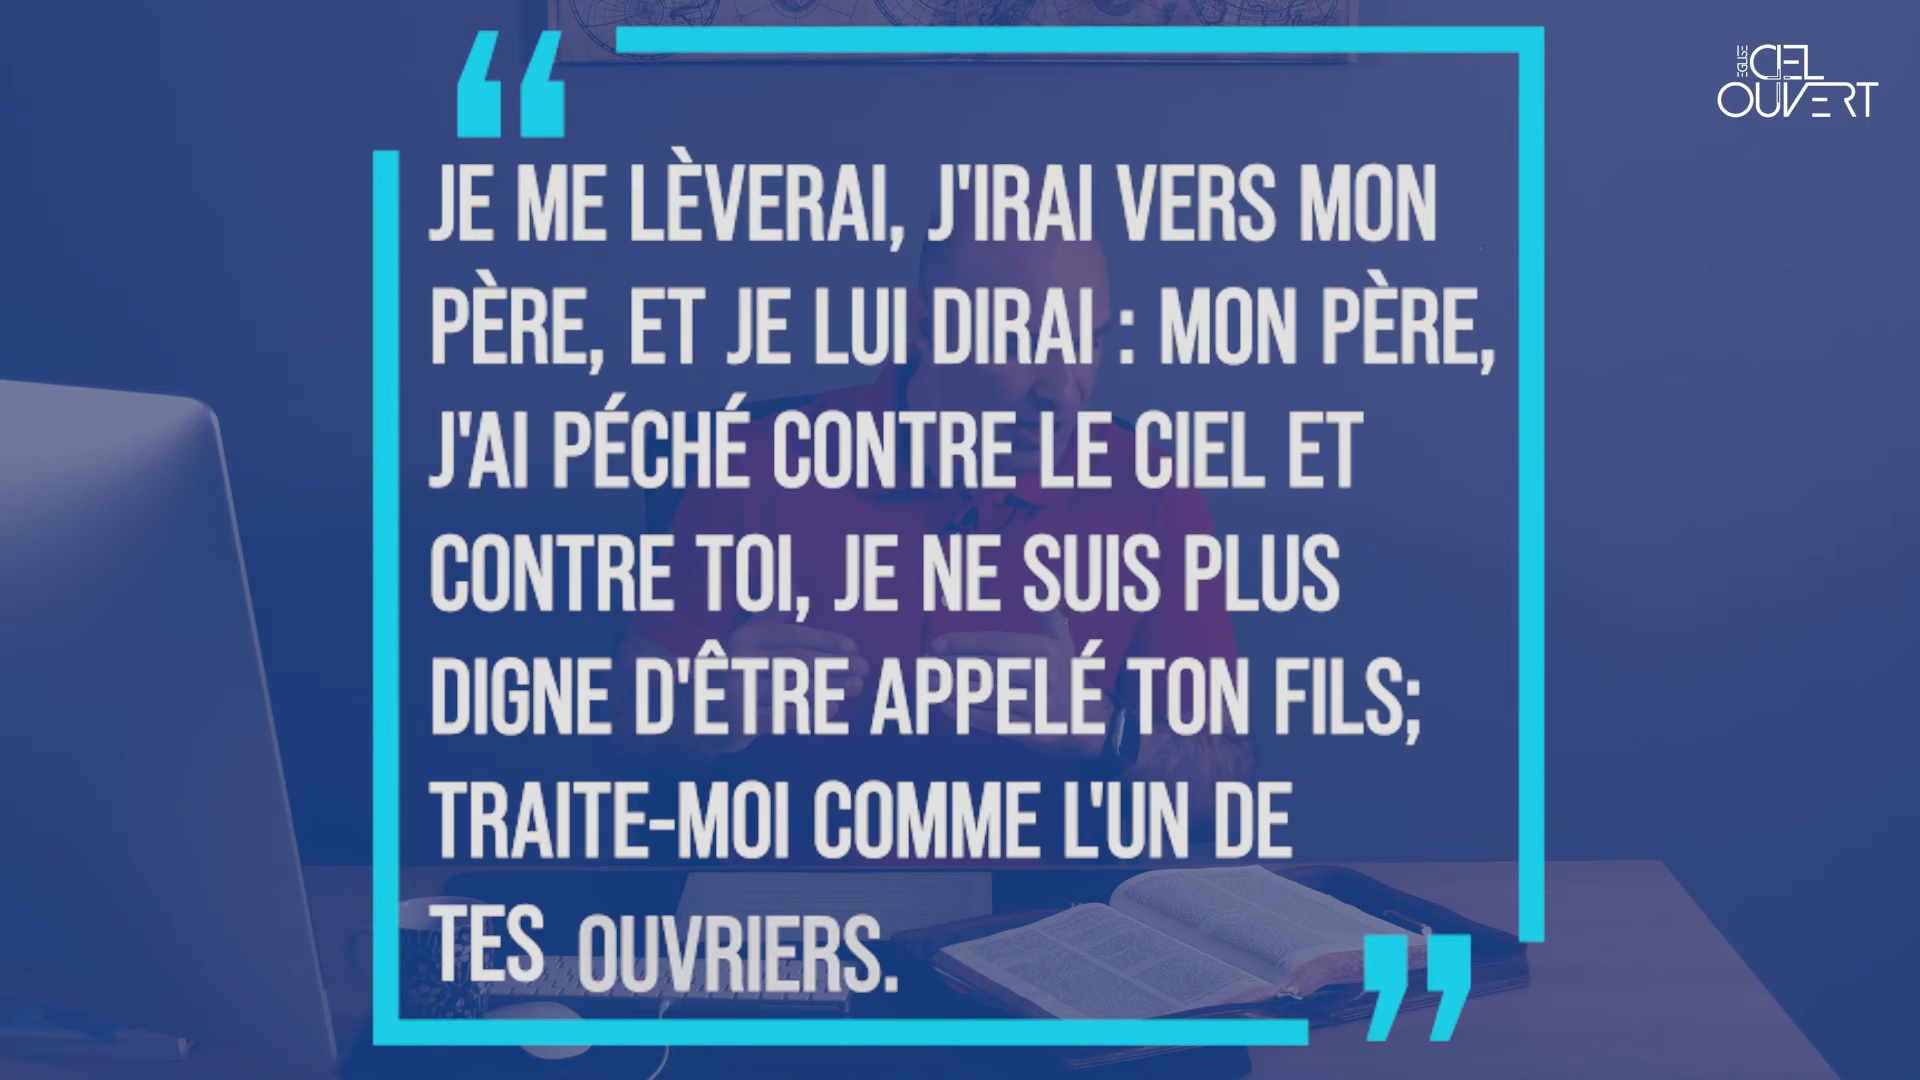 ÉGLISE CIEL
OUVERT
JE ME LÈVERAI, J'IRAI VERS MON
PÈRE, ET JE LUI DIRAI : MON PÈRE,
J'AI PÉCHÉ CONTRE LE CIEL ET
CONTRE TOI, JE NE SUIS PLUS
DIGNE D'ÊTRE APPELÉ TON FILS;
TRAITE-MOI COMME L'UN DE
TES OUVRIERS.